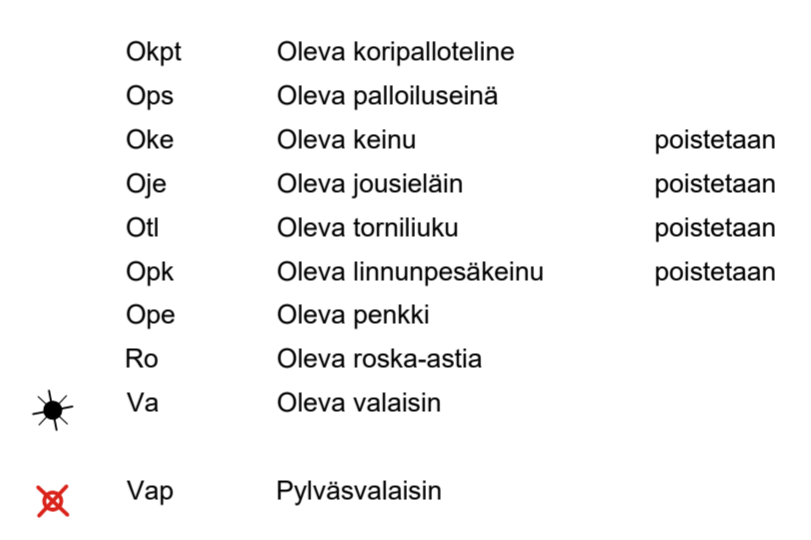 Okpt Oleva koripalloteline
Ops Oleva palloiluseinä
Oke Oleva keinu poistetaan
Oje Oleva jousieläin poistetaan
Otl Oleva torniliuku poistetaan
Opk Oleva linnunpesäkeinu poistetaan
Ope Oleva penkki
Ro Oleva roska-astia
Va Oleva valaisin
Vap Pylväsvalaisin